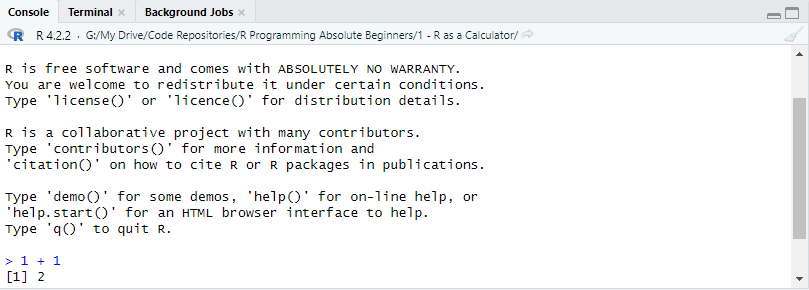 Console Terminal × Background Jobs ×
R R 4.2.2 · G:/My Drive/Code Repositories/R Programming Absolute Beginners/1 - R as a Calculator/
R is free software and comes with ABSOLUTELY NO WARRANTY.
You are welcome to redistribute it under certain conditions.
Type 'license()' or 'licence()' for distribution details.
R is a collaborative project with many contributors.
Type 'contributors()' for more information and
'citation()' on how to cite R or R packages in publications.
Type 'demo()' for some demos, 'help()' for on-line help, or
'help.start()' for an HTML browser interface to help.
Type 'q()' to quit R.
> 1 + 1
[1] 2